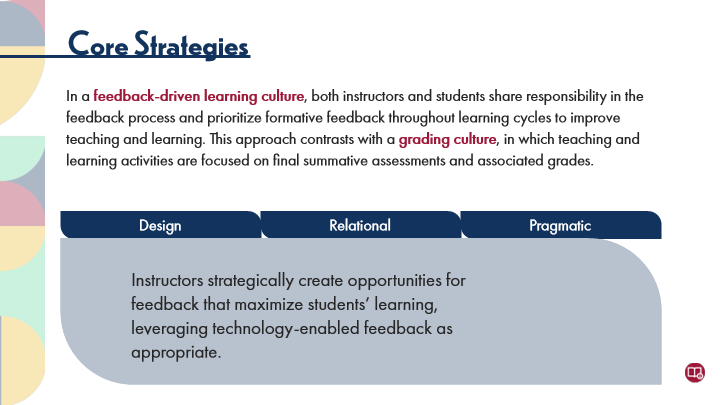 Core Strategies
In a feedback-driven learning culture, both instructors and students share responsibility in the
feedback process and prioritize formative feedback throughout learning cycles to improve
teaching and learning. This approach contrasts with a grading culture, in which teaching and
learning activities are focused on final summative assessments and associated grades.
Design Relational Pragmatic
Instructors strategically create opportunities for
feedback that maximize students’ learning,
leveraging technology-enabled feedback as
appropriate.